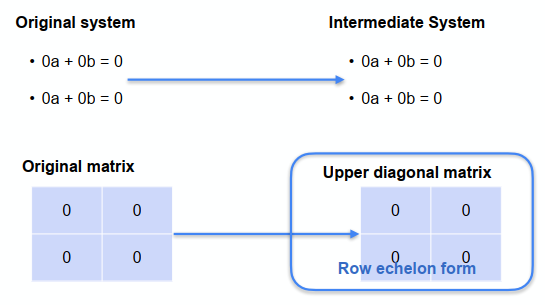 Original system
Intermediate System
• 0a + 0b = 0
• 0a + 0b = 0
• 0a + 0b = 0
• 0a + 0b = 0
Original matrix
Upper diagonal matrix
0 0
0 0
0 0
0 0
Row echelon form